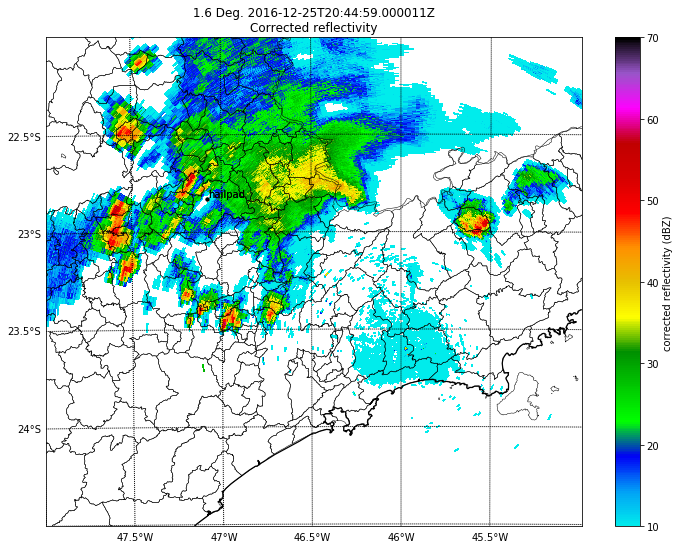 1.6 Deg. 2016-12-25T20:44:59.000011Z
Corrected reflectivity
70
60
50
40
30
20
10
corrected reflectivity (dBZ)
22.5°S
23°S
23.5°S
24°S
hailpad
47.5°W
47°W
46.5°W
46°W
45.5°W